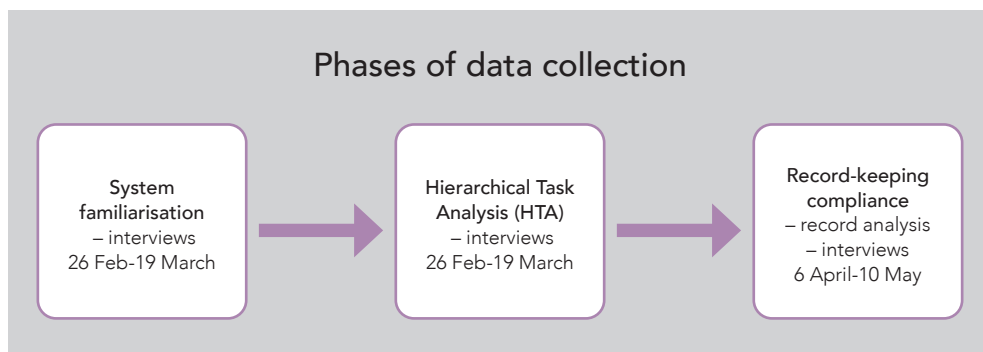 Phases of data collection
System
familiarisation
– interviews
26 Feb-19 March
Hierarchical Task
Analysis (HTA)
– interviews
26 Feb-19 March
Record-keeping
compliance
– record analysis
– interviews
6 April-10 May